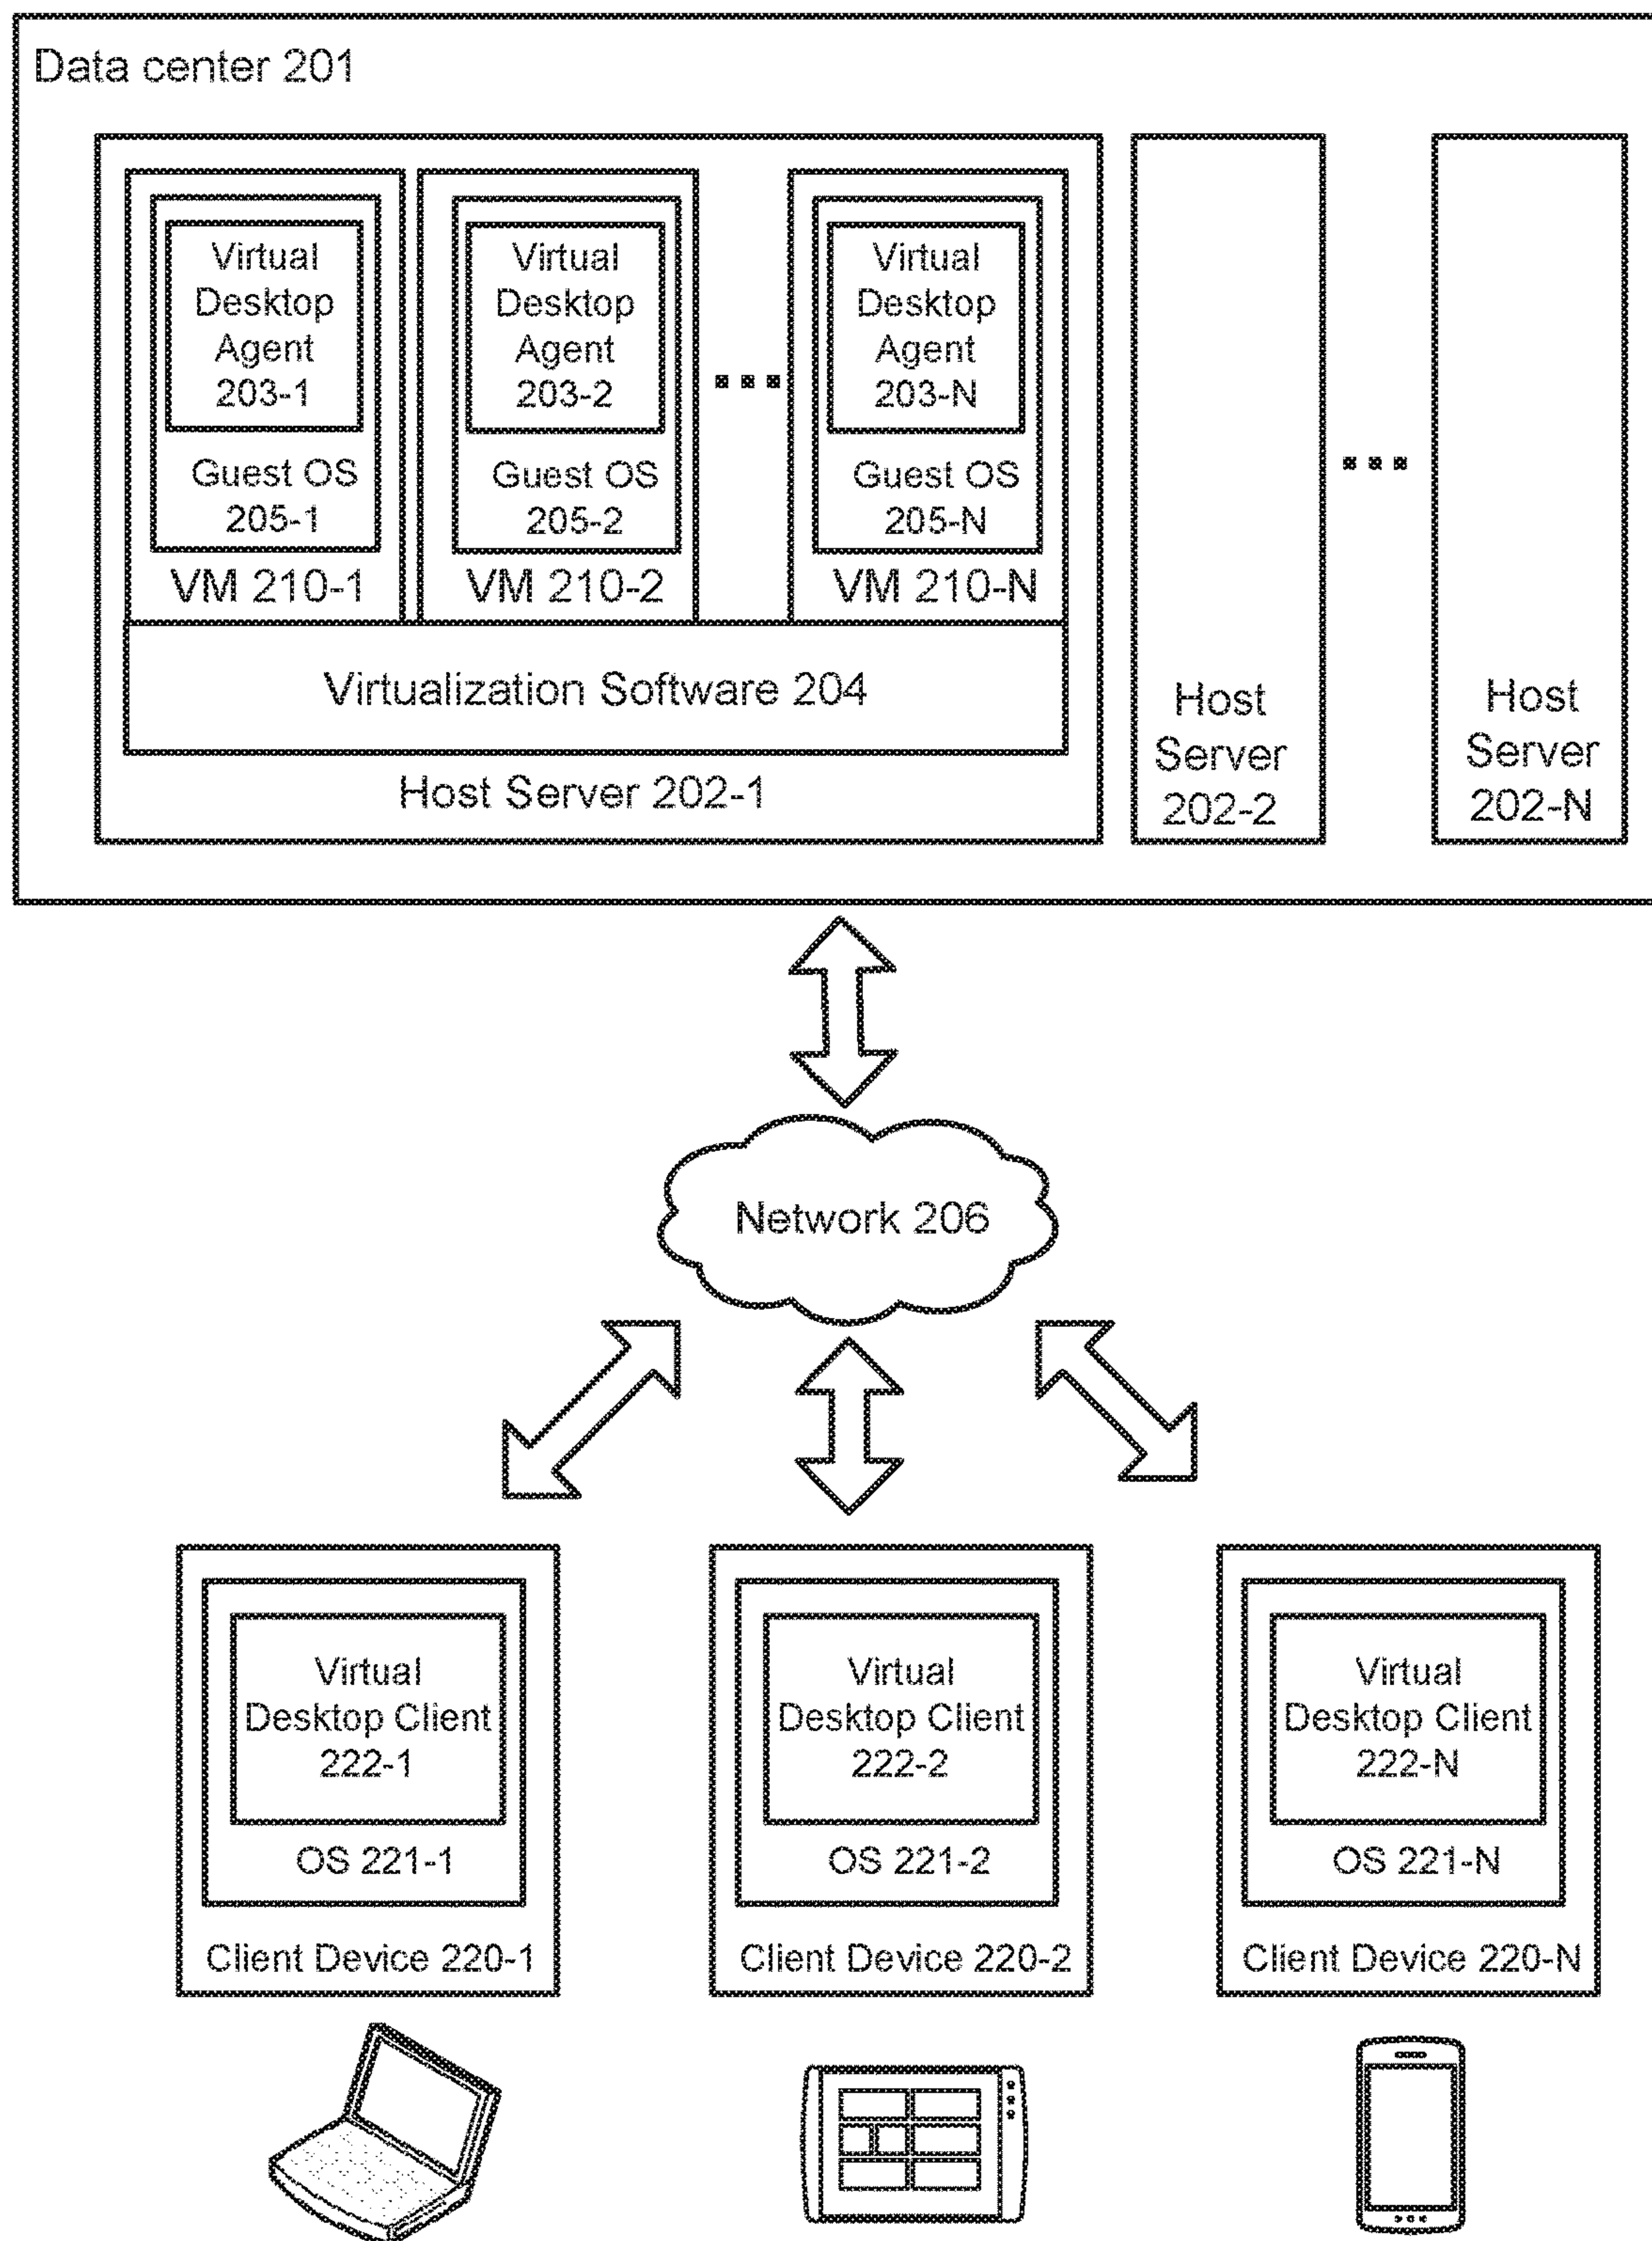 Data center 201
Virtual
Desktop
Agent
203-1
Guest OS
205-1
VM 210-1
Virtual
Desktop
Agent
203-2
Guest OS
205-2
VM 210-2
...
Virtual
Desktop
Agent
203-N
Guest OS
205-N
VM 210-N
Virtualization Software 204
Host Server 202-1
Host
Server
202-2
...
Host
Server
202-N
Network 206
Virtual
Desktop Client
222-1
OS 221-1
Client Device 220-1
Virtual
Desktop Client
222-2
OS 221-2
Client Device 220-2
Virtual
Desktop Client
222-N
OS 221-N
Client Device 220-N